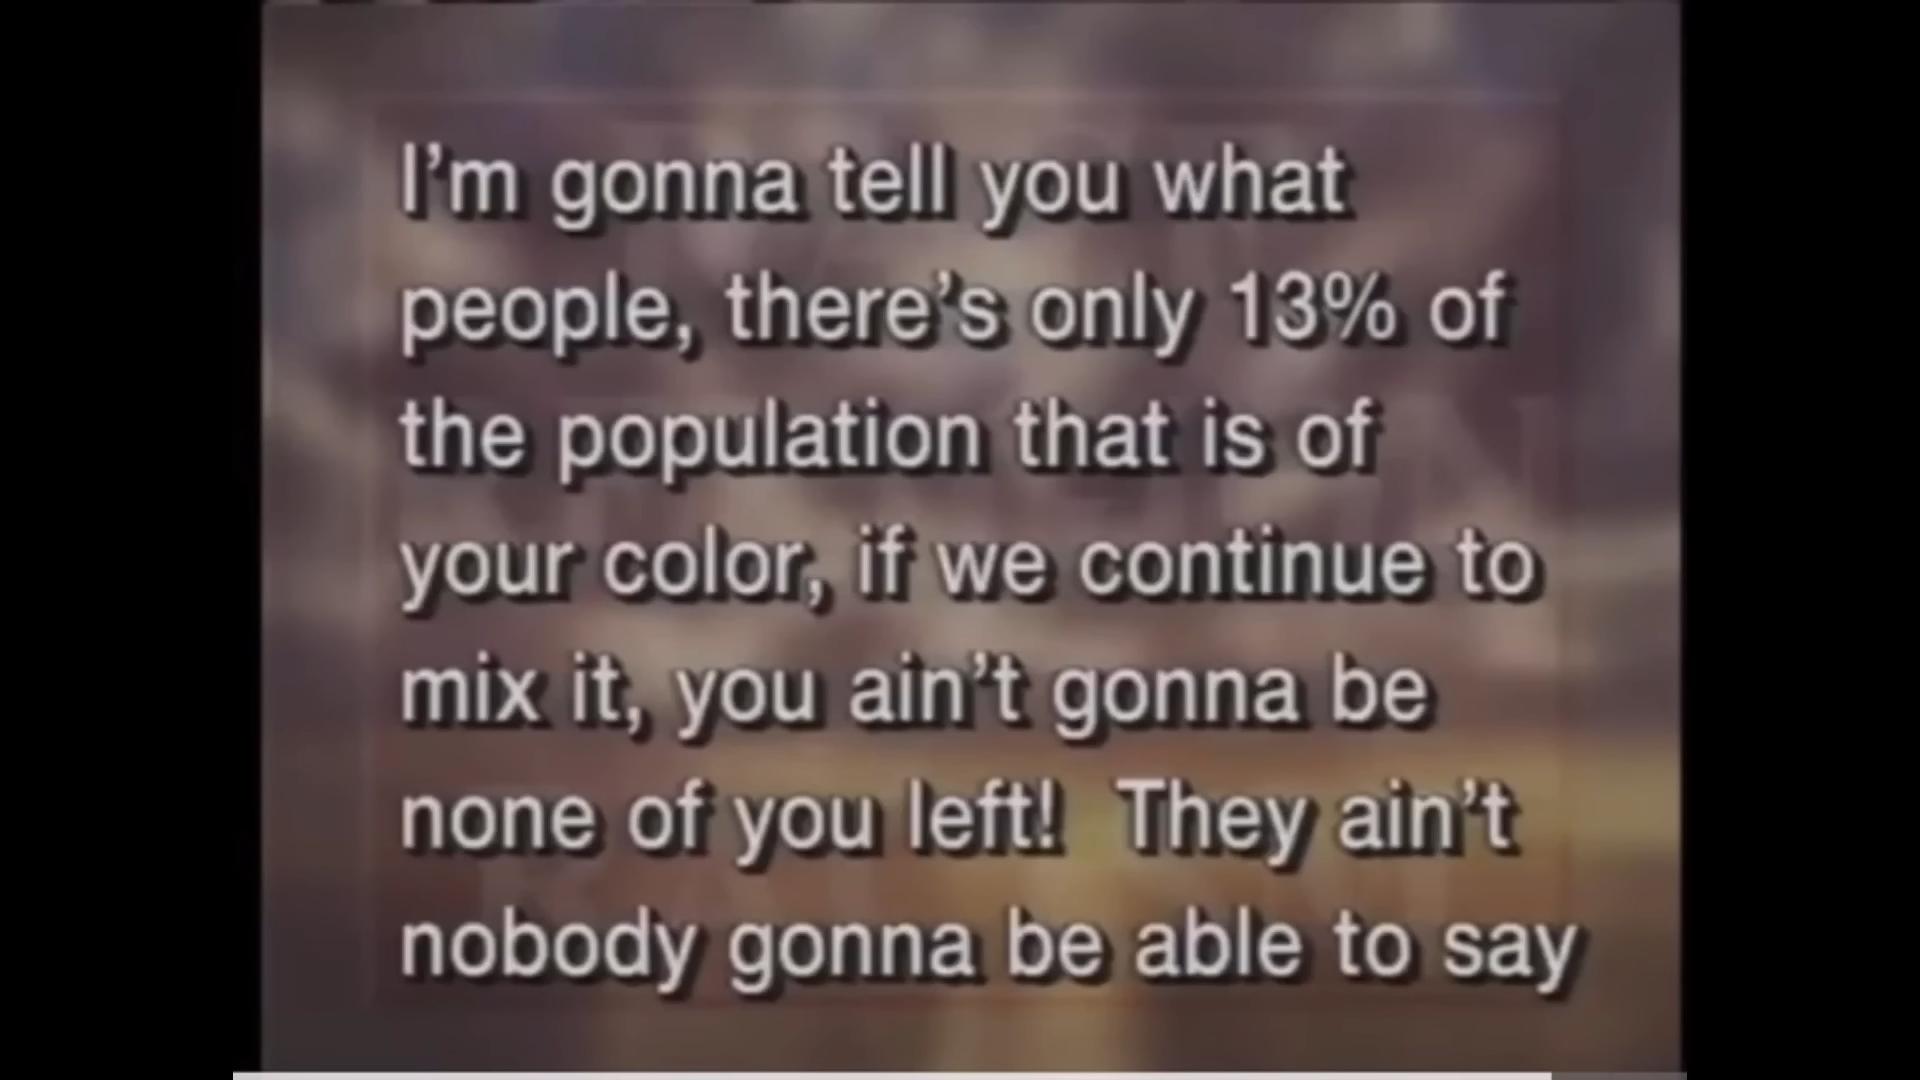 I'm gonna tell you what
people, there's only 13% of
the population that is of
your color, if we continue to
mix it, you ain't gonna be
none of you left!  They ain't
nobody gonna be able to say